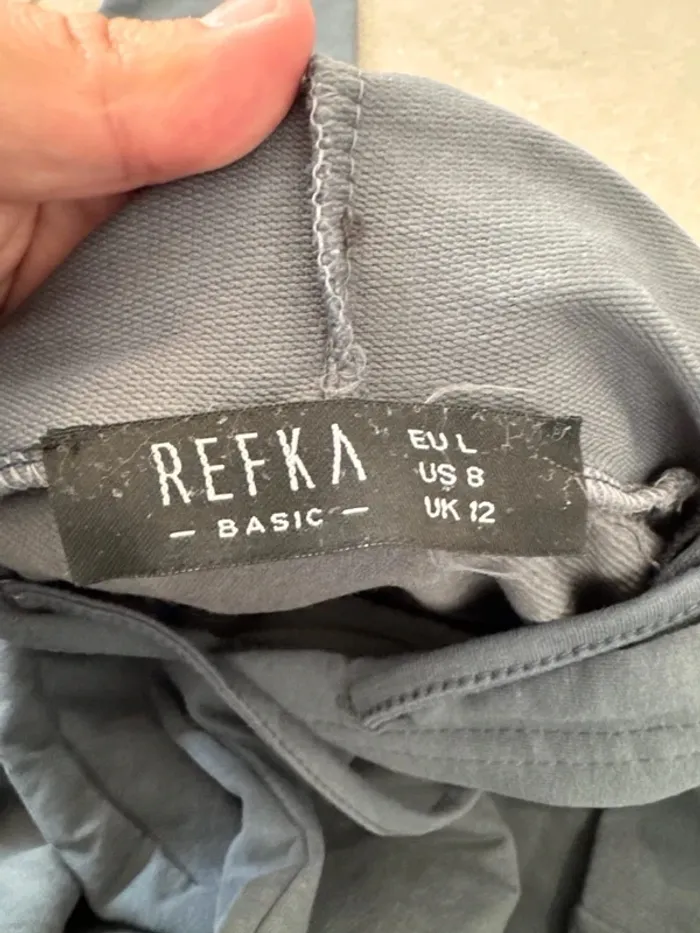 REFKA
— BASIC —
EU L
US 8
UK 12